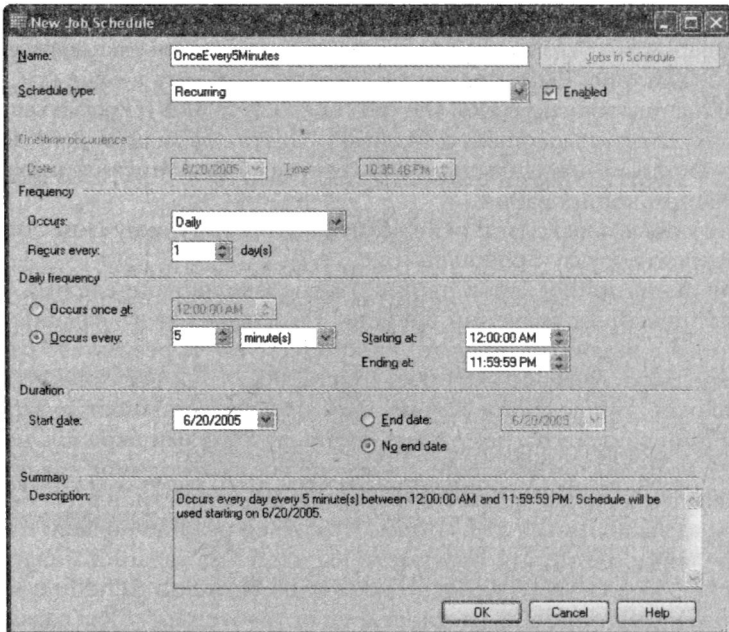 New Job Schedule
Name: OnceEvery5Minutes Jobs in Schedule
Schedule type: Recurring Enabled
One-time occurrence
Date: 6/20/2005 Time: 10:35:46 PM
Frequency
Occurs: Daily
Recurs every: 1 day(s)
Daily frequency
Occurs once at: 12:00:00 AM
Occurs every: 5 minute(s) Starting at: 12:00:00 AM
Ending at: 11:59:59 PM
Duration
Start date: 6/20/2005 End date: 6/20/2005
No end date
Summary
Description: Occurs every day every 5 minute(s) between 12:00:00 AM and 11:59:59 PM. Schedule will be
used starting on 6/20/2005.
OK Cancel Help